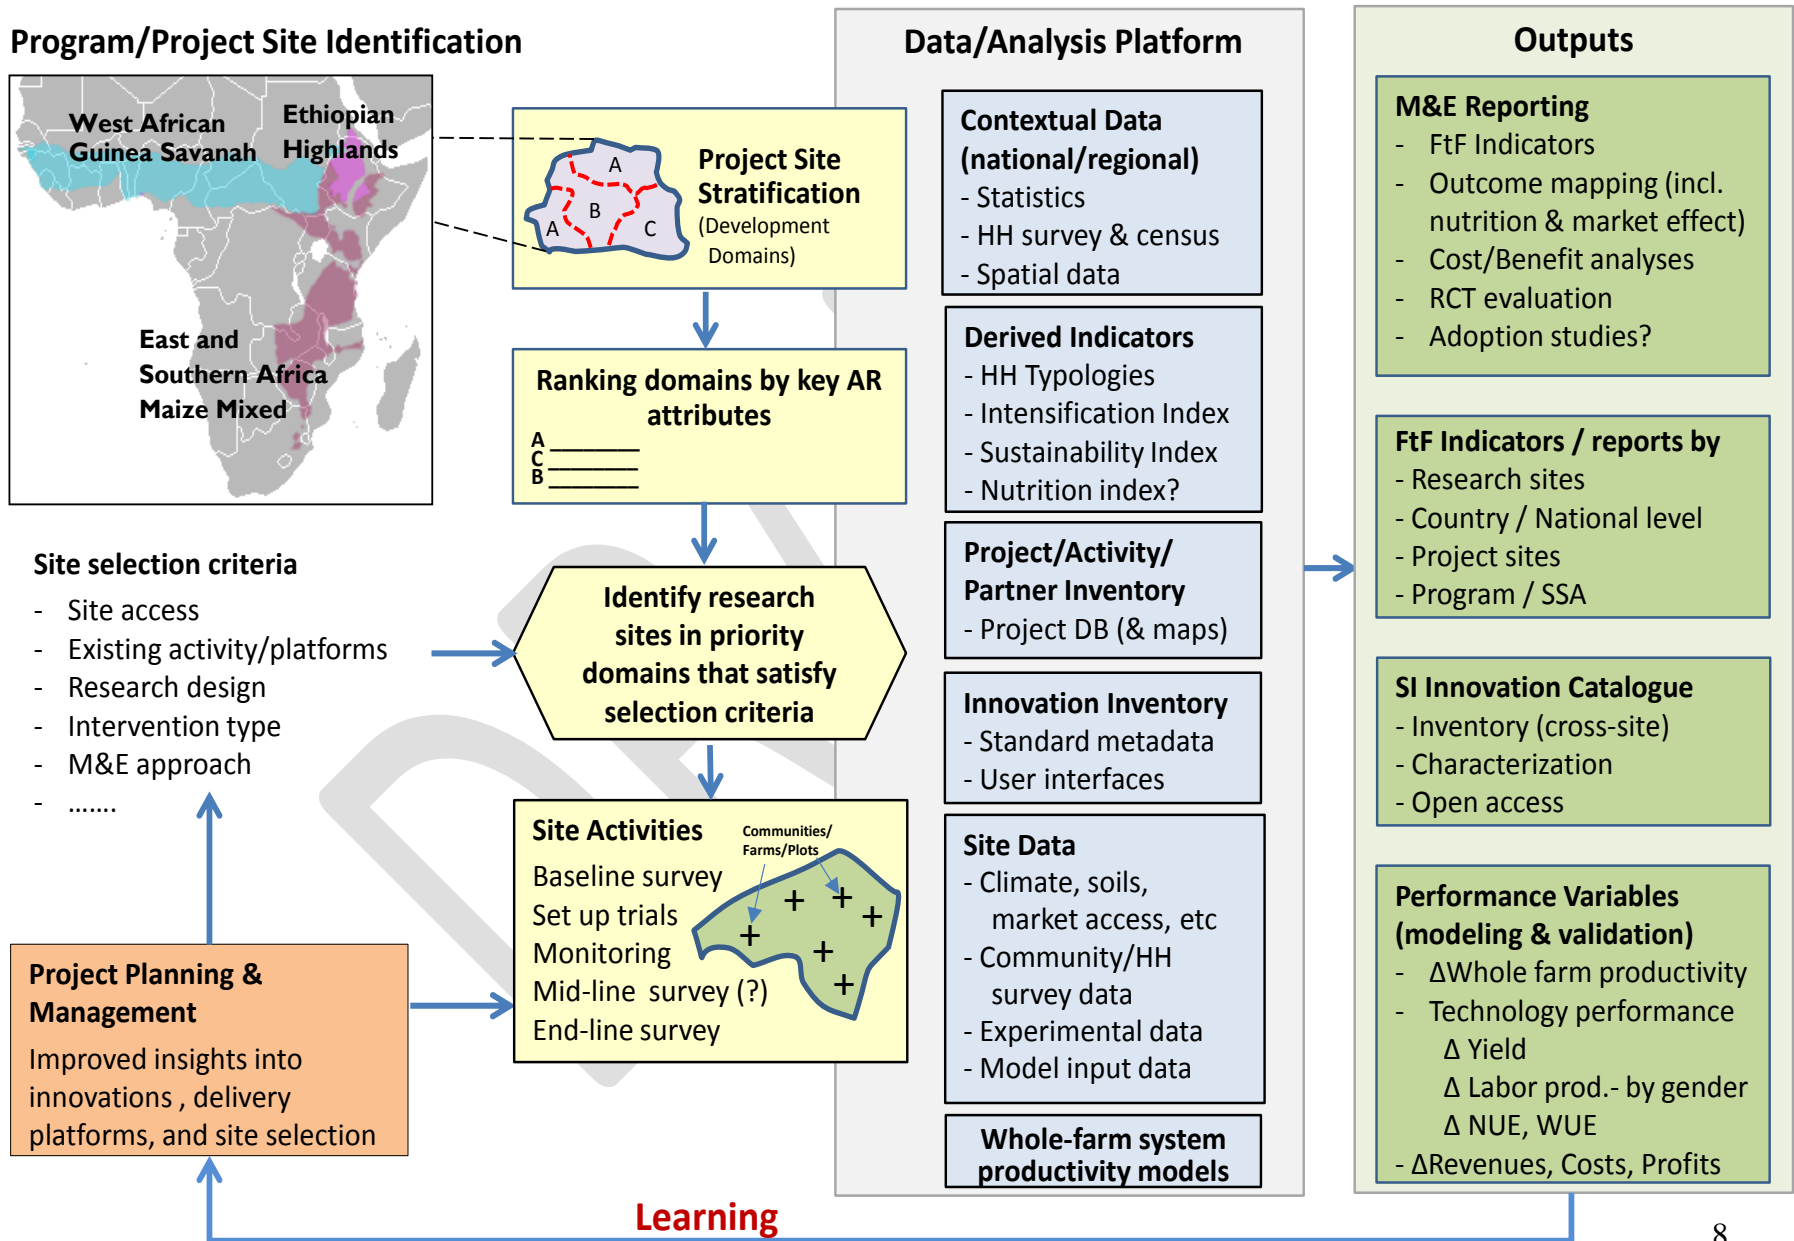 Program/Project Site Identification
West African
Guinea Savanah
Ethiopian
Highlands
East and
Southern Africa
Maize Mixed
Site selection criteria
- Site access
- Existing activity/platforms
- Research design
- Intervention type
- M&E approach
- .......
Project Planning &
Management
Improved insights into
innovations , delivery
platforms, and site selection
A
B
A
C
Project Site
Stratification
(Development
Domains)
Ranking domains by key AR
attributes
A ________
C ________
B ________
Identify research
sites in priority
domains that satisfy
selection criteria
Site Activities
Baseline survey
Set up trials
Monitoring
Mid-line survey (?)
End-line survey
Communities/
Farms/Plots
+ + + + + +
Data/Analysis Platform
Contextual Data
(national/regional)
- Statistics
- HH survey & census
- Spatial data
Derived Indicators
- HH Typologies
- Intensification Index
- Sustainability Index
- Nutrition index?
Project/Activity/
Partner Inventory
- Project DB (& maps)
Innovation Inventory
- Standard metadata
- User interfaces
Site Data
- Climate, soils,
market access, etc
- Community/HH
survey data
- Experimental data
- Model input data
Whole-farm system
productivity models
Outputs
M&E Reporting
- FtF Indicators
- Outcome mapping (incl.
nutrition & market effect)
- Cost/Benefit analyses
- RCT evaluation
- Adoption studies?
FtF Indicators / reports by
- Research sites
- Country / National level
- Project sites
- Program / SSA
SI Innovation Catalogue
- Inventory (cross-site)
- Characterization
- Open access
Performance Variables
(modeling & validation)
- ΔWhole farm productivity
- Technology performance
Δ Yield
Δ Labor prod.- by gender
Δ NUE, WUE
- ΔRevenues, Costs, Profits
Learning
8